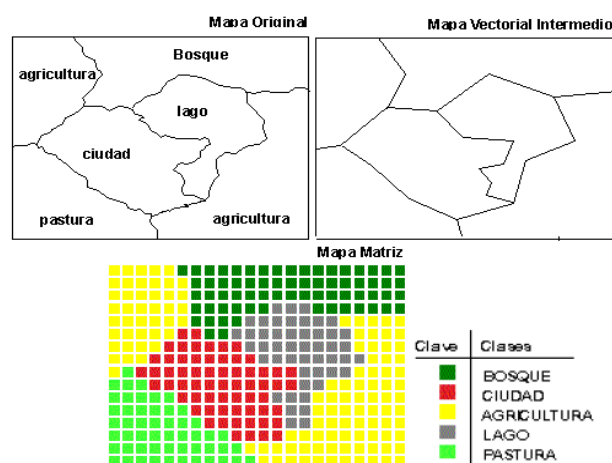 Mapa Original
Mapa Vectorial Intermedio
Bosque
agricultura
lago
ciudad
pastura
agricultura
Mapa Matriz
Clave Clases
BOSQUE
CIUDAD
AGRICULTURA
LAGO
PASTURA